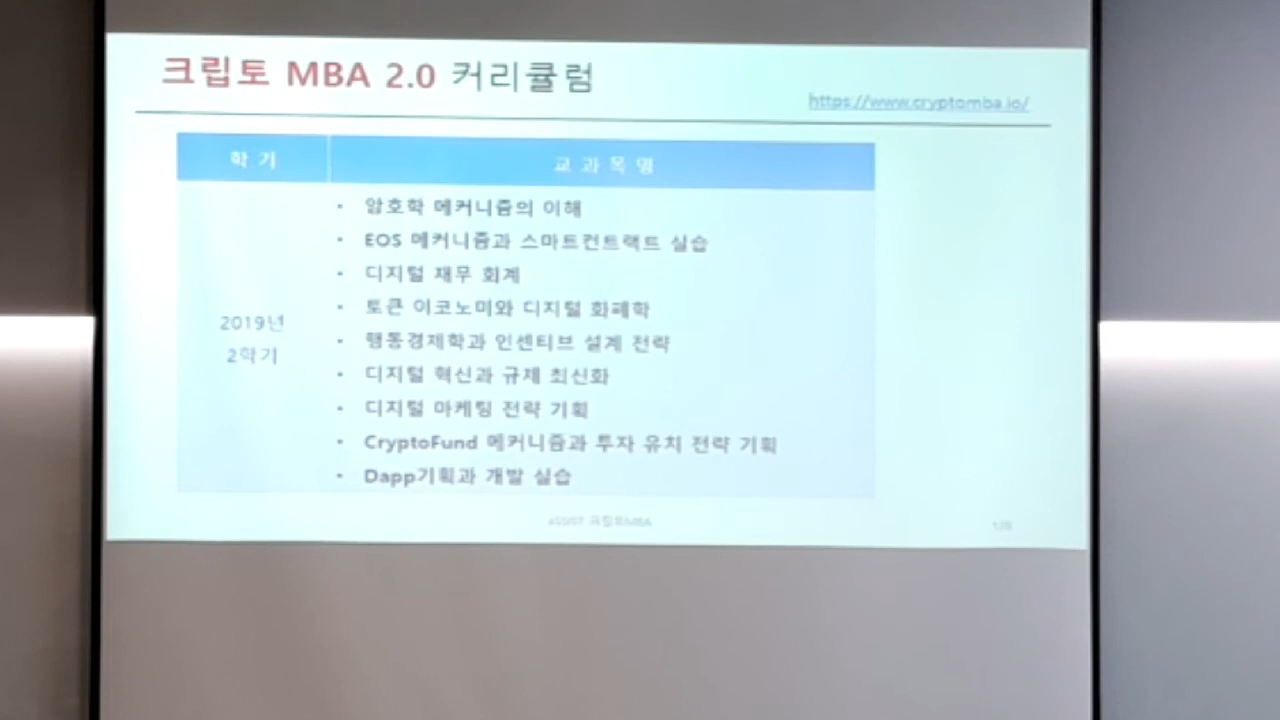 크립토 MBA 2.0 커리큘럼
https://www.cryptomba.io/
학 기
교 과 목 명
2019년
2학기
• 암호학 메커니즘의 이해
• EOS 메커니즘과 스마트컨트랙트 실습
• 디지털 재무 회계
• 토큰 이코노미와 디지털 화폐학
• 행동경제학과 인센티브 설계 전략
• 디지털 혁신과 규제 최신화
• 디지털 마케팅 전략 기획
• CryptoFund 메커니즘과 투자 유치 전략 기획
• Dapp기획과 개발 실습
크립토MBA